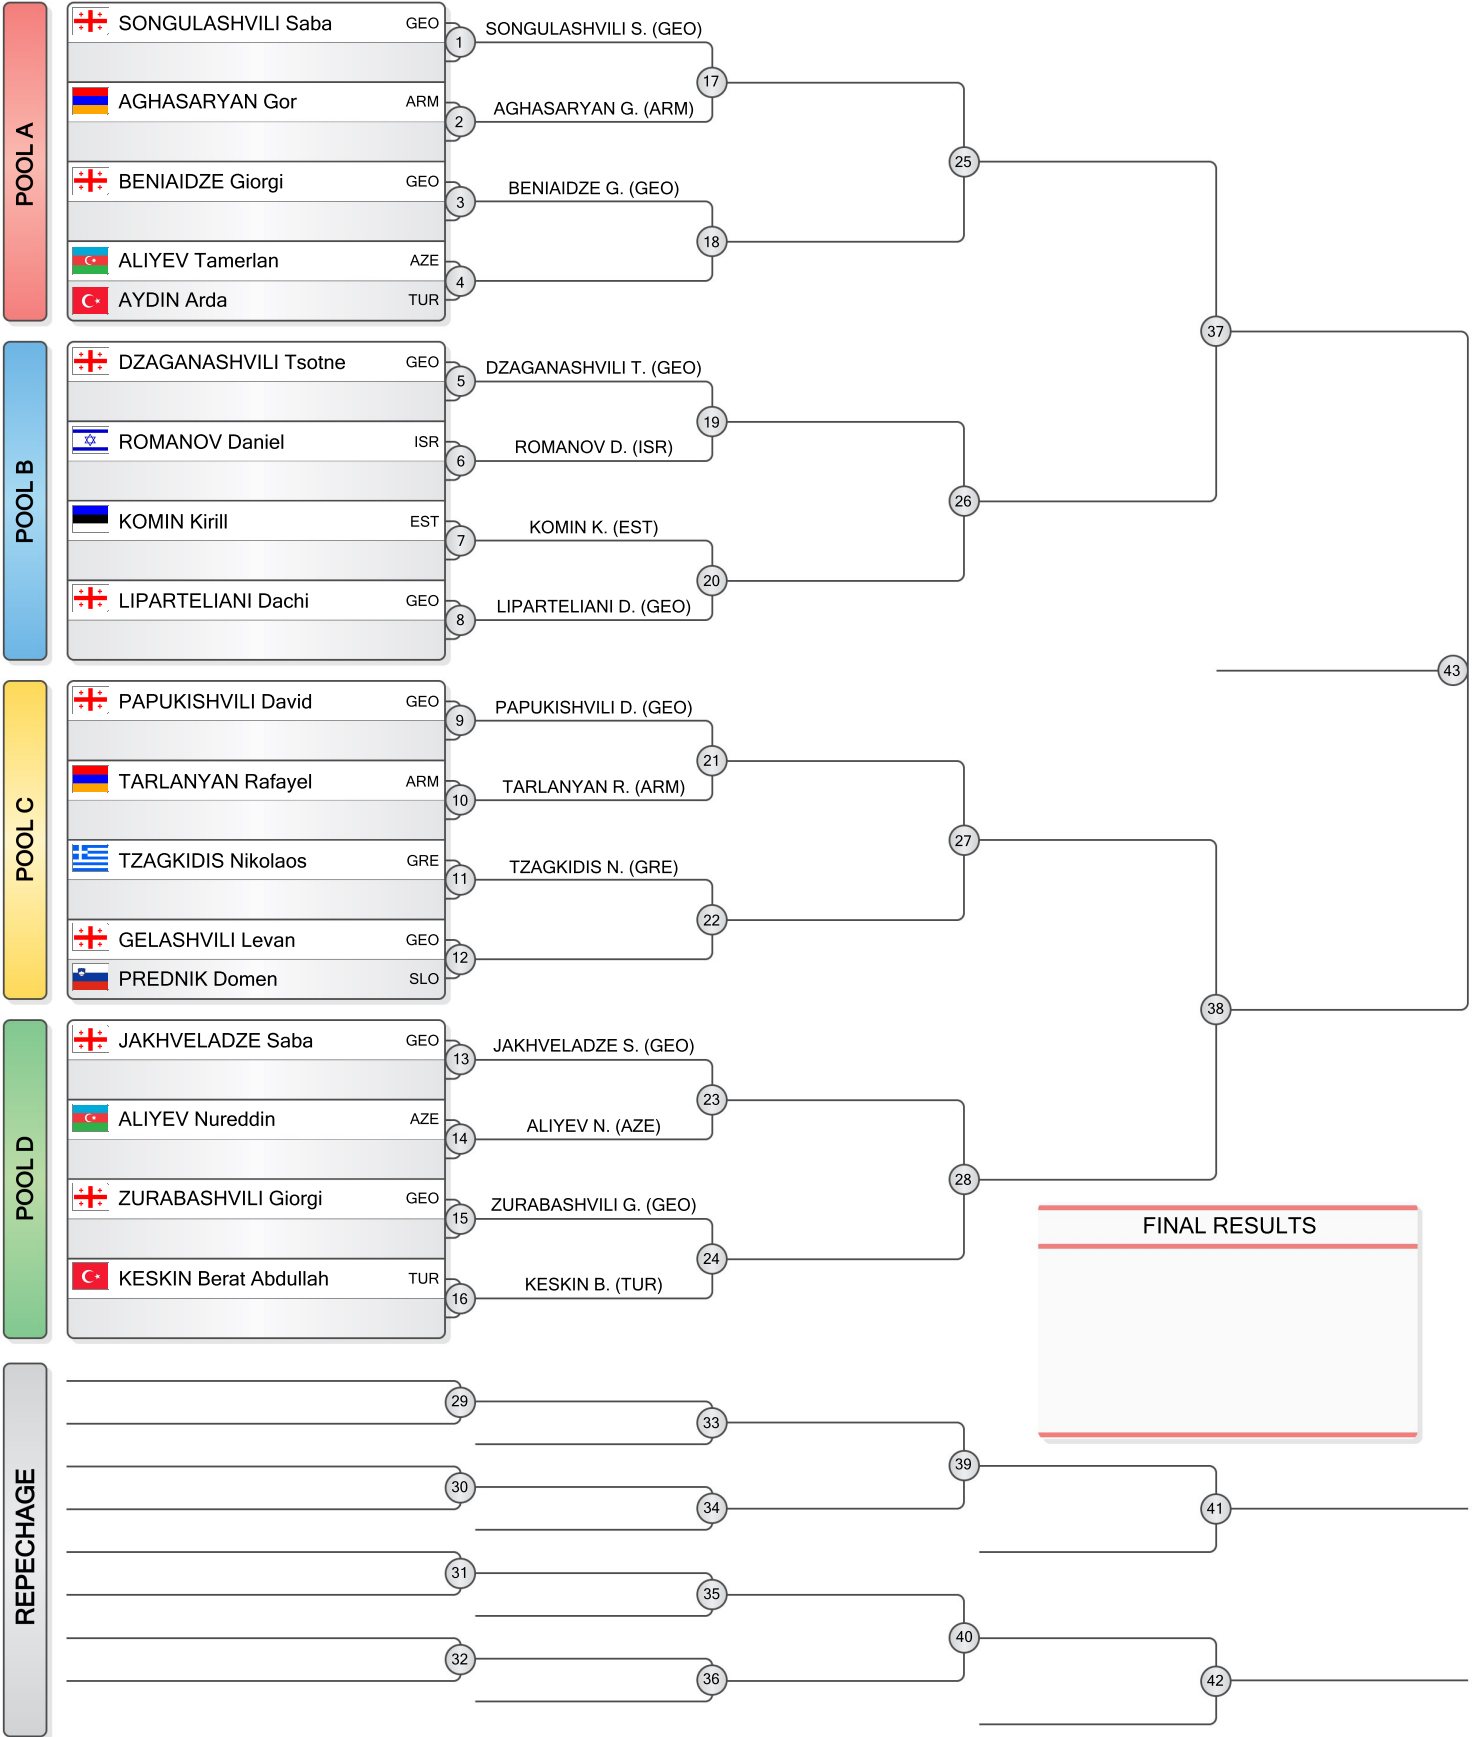 POOL A
SONGULASHVILI Saba GEO
1
SONGULASHVILI S. (GEO)
17
AGHASARYAN Gor ARM
2
AGHASARYAN G. (ARM)
25
BENIAIDZE Giorgi GEO
3
BENIAIDZE G. (GEO)
18
ALIYEV Tamerlan AZE
4
AYDIN Arda TUR
37
POOL B
DZAGANASHVILI Tsotne GEO
5
DZAGANASHVILI T. (GEO)
19
ROMANOV Daniel ISR
6
ROMANOV D. (ISR)
26
KOMIN Kirill EST
7
KOMIN K. (EST)
20
LIPARTELIANI Dachi GEO
8
LIPARTELIANI D. (GEO)
43
POOL C
PAPUKISHVILI David GEO
9
PAPUKISHVILI D. (GEO)
21
TARLANYAN Rafayel ARM
10
TARLANYAN R. (ARM)
27
TZAGKIDIS Nikolaos GRE
11
TZAGKIDIS N. (GRE)
22
GELASHVILI Levan GEO
12
PREDNIK Domen SLO
38
POOL D
JAKHVELADZE Saba GEO
13
JAKHVELADZE S. (GEO)
23
ALIYEV Nureddin AZE
14
ALIYEV N. (AZE)
28
ZURABASHVILI Giorgi GEO
15
ZURABASHVILI G. (GEO)
24
KESKIN Berat Abdullah TUR
16
KESKIN B. (TUR)
FINAL RESULTS
REPECHAGE
29
33
30
34
39
41
31
35
32
36
40
42